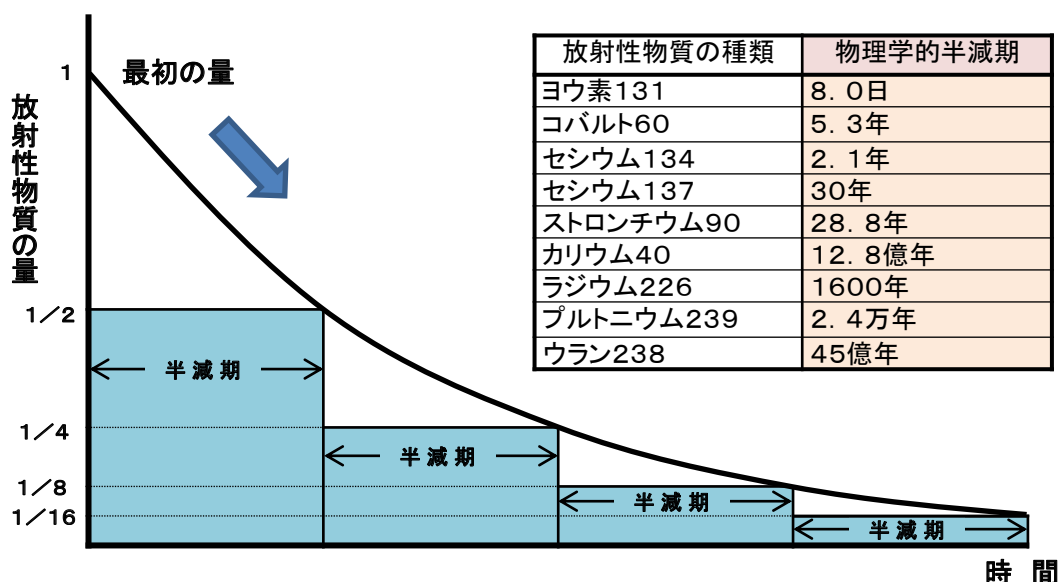 最初の量
放射性物質の量
1
1/2
1/4
1/8
1/16
半減期
半減期
半減期
半減期
時 間
放射性物質の種類 物理学的半減期
ヨウ素131 8.0日
コバルト60 5.3年
セシウム134 2.1年
セシウム137 30年
ストロンチウム90 28.8年
カリウム40 12.8億年
ラジウム226 1600年
プルトニウム239 2.4万年
ウラン238 45億年